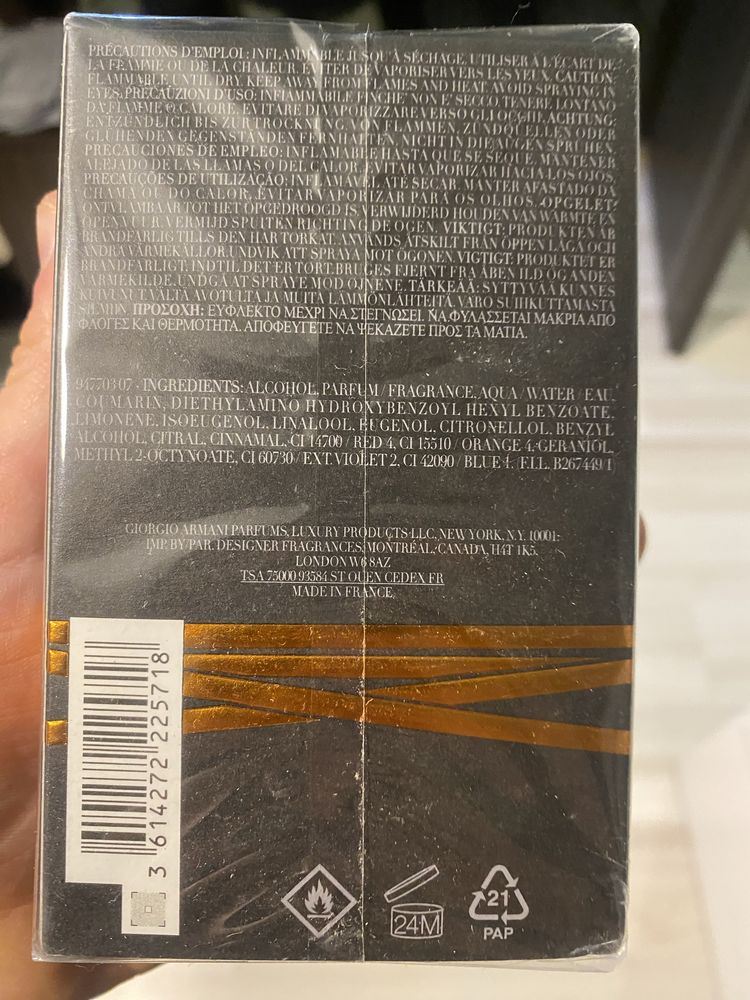 PRÉCAUTIONS D'EMPLOI : INFLAMMABLE JUSQU'À SÉCHAGE. UTILISER À L'ÉCART DE
LA FLAMME OU DE LA CHALEUR. ÉVITER DE VAPORISER VERS LES YEUX. CAUTION:
FLAMMABLE UNTIL DRY. KEEP AWAY FROM FLAMES AND HEAT. AVOID SPRAYING IN
EYES. PRECAUZIONI D'USO: INFIAMMABILE FINCHE' NON E' SECCO. TENERE LONTANO
DA FIAMME O CALORE. EVITARE DI VAPORIZZARE VERSO GLI OCCHI. ACHTUNG:
ENTZÜNDLICH BIS ZUR TROCKNUNG. VON FLAMMEN, ZÜNDQUELLEN ODER
GLÜHENDEN GEGENSTÄNDEN FERNHALTEN. NICHT IN DIE AUGEN SPRÜHEN.
PRECAUCIONES DE EMPLEO: INFLAMABLE HASTA QUE SE SEQUE. MANTENER
ALEJADO DE LAS LLAMAS O DEL CALOR. EVITAR VAPORIZAR HACIA LOS OJOS.
PRECAUÇÕES DE UTILIZAÇÃO: INFLAMÁVEL ATÉ SECAR. MANTER AFASTADO DA
CHAMA OU DO CALOR. EVITAR VAPORIZAR PARA OS OLHOS. OPGELET:
ONTVLAMBAAR TOT HET OPGEDROOGD IS. VERWIJDERD HOUDEN VAN WARMTE EN
OPEN VUUR. VERMIJD SPUITEN RICHTING DE OGEN. VIKTIGT: PRODUKTEN ÄR
BRANDFARLIG TILLS DEN HAR TORKAT. ANVÄNDS ÅTSKILT FRÅN ÖPPEN LÅGA OCH
ANDRA VÄRMEKÄLLOR. UNDVIK ATT SPRAYA MOT ÖGONEN. VIGTIGT: PRODUKTET ER
BRANDFARLIGT, INDTIL DET ER TØRT. BRUGES FJERNT FRA ÅBEN ILD OG ANDEN
VARMEKILDE. UNDGÅ AT SPRAYE MOD ØJNENE. TÄRKEÄÄ: SYTTYVÄÄ KUNNES
KUIVUNUT. VÄLTÄ AVOTULTA JA MUITA LÄMMÖNLÄHTEITÄ. VARO SUIHKUTTAMASTA
SILMIIN. ΠΡΟΣΟΧΗ: ΕΥΦΛΕΚΤΟ ΜΕΧΡΙ ΝΑ ΣΤΕΓΝΩΣΕΙ. ΝΑ ΦΥΛΑΣΣΕΤΑΙ ΜΑΚΡΙΑ ΑΠΟ
ΦΛΟΓΕΣ ΚΑΙ ΘΕΡΜΟΤΗΤΑ. ΑΠΟΦΕΥΓΕΤΕ ΝΑ ΨΕΚΑΖΕΤΕ ΠΡΟΣ ΤΑ ΜΑΤΙΑ.
947703 07 - INGREDIENTS: ALCOHOL, PARFUM / FRAGRANCE, AQUA / WATER / EAU,
COUMARIN, DIETHYLAMINO HYDROXYBENZOYL HEXYL BENZOATE,
LIMONENE, ISOEUGENOL, LINALOOL, EUGENOL, CITRONELLOL, BENZYL
ALCOHOL, CITRAL, CINNAMAL, CI 14700 / RED 4, CI 15510 / ORANGE 4, GERANIOL,
METHYL 2-OCTYNOATE, CI 60730 / EXT. VIOLET 2, CI 42090 / BLUE 1. (F.I.L. B267449/1)
GIORGIO ARMANI PARFUMS, LUXURY PRODUCTS LLC, NEW YORK, N.Y. 10001.
IMP. BY/PAR. DESIGNER FRAGRANCES, MONTRÉAL, CANADA, H4T 1K5.
LONDON W6 8AZ
TSA 75000 93584 ST OUEN CEDEX FR
MADE IN FRANCE
3 614272 225718
24M
21
PAP